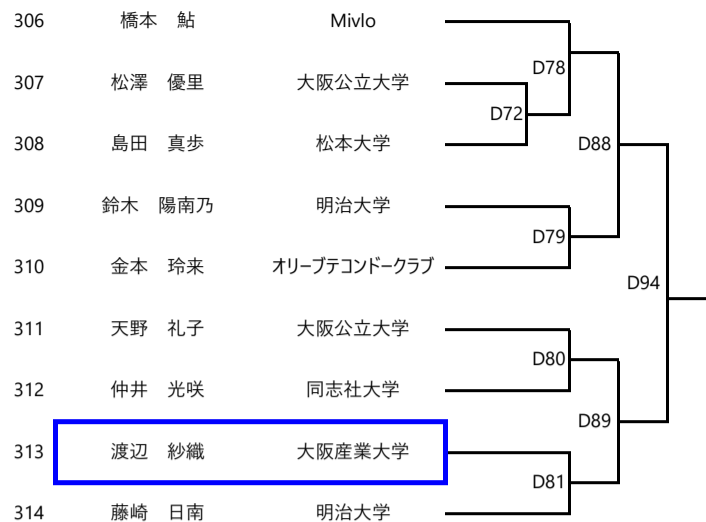 306 橋本　鮎 Mivlo
D78
307 松澤　優里 大阪公立大学
D72
308 島田　真歩 松本大学
D88
309 鈴木　陽南乃 明治大学
D79
310 金本　玲来 オリーブテコンドークラブ
D94
311 天野　礼子 大阪公立大学
D80
312 仲井　光咲 同志社大学
D89
313 渡辺　紗織 大阪産業大学
D81
314 藤崎　日南 明治大学